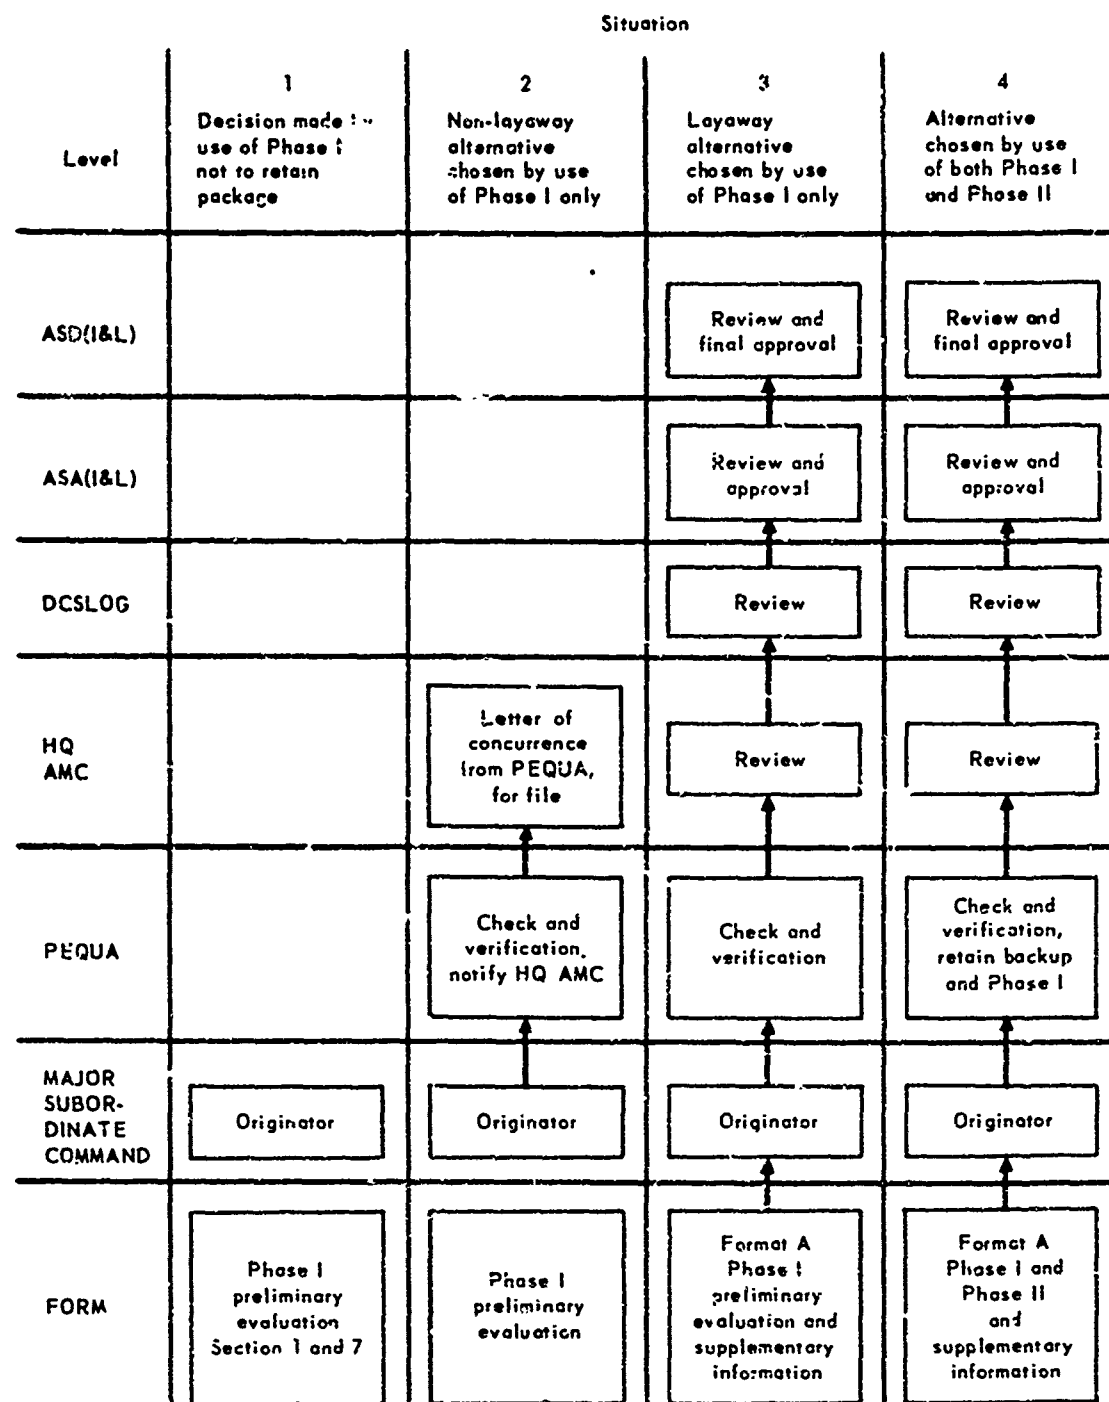 Situation
Level
1
Decision made by
use of Phase I
not to retain
package
2
Non-layaway
alternative
chosen by use
of Phase I only
3
Layaway
alternative
chosen by use
of Phase I only
4
Alternative
chosen by use
of both Phase I
and Phase II
ASD(I&L)
Review and
final approval
Review and
final approval
ASA(I&L)
Review and
approval
Review and
approval
DCSLOG
Review
Review
HQ
AMC
Letter of
concurrence
from PEQUA,
for file
Review
Review
PEQUA
Check and
verification,
notify HQ AMC
Check and
verification
Check and
verification,
retain backup
and Phase I
MAJOR
SUBOR-
DINATE
COMMAND
Originator
Originator
Originator
Originator
FORM
Phase I
preliminary
evaluation
Section 1 and 7
Phase I
preliminary
evaluation
Format A
Phase I
preliminary
evaluation and
supplementary
information
Format A
Phase I and
Phase II
and
supplementary
information